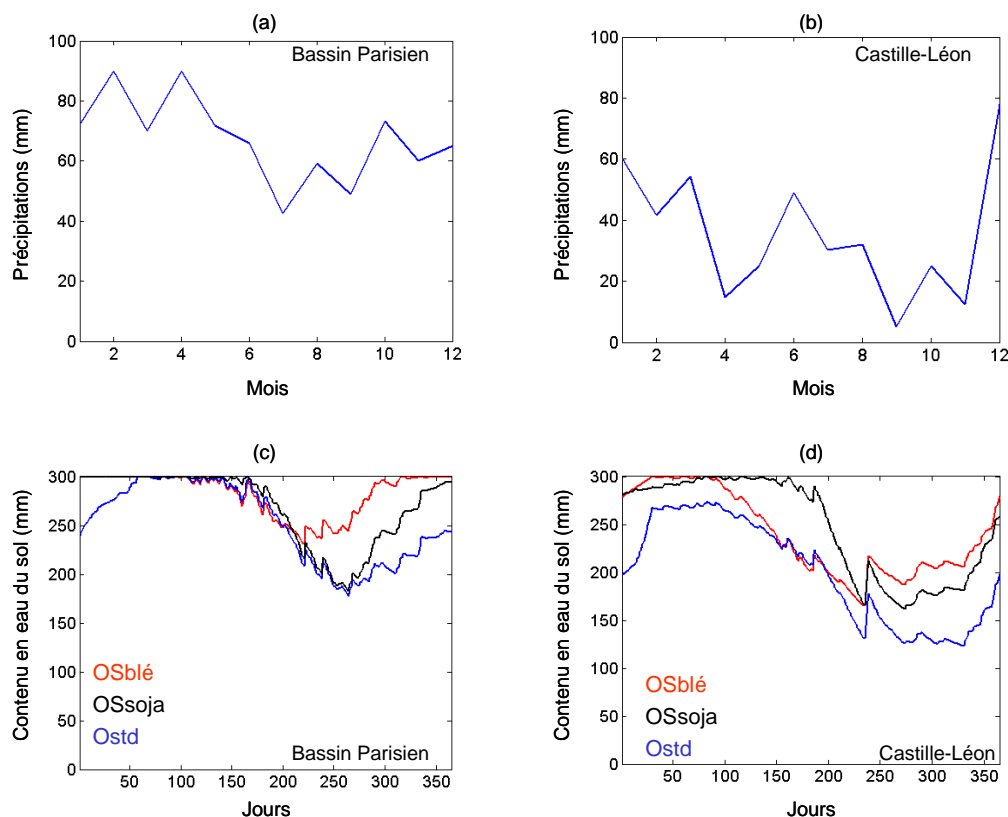 (a)
Bassin Parisien
Précipitations (mm)
100
80
60
40
20
0
2
4
6
8
10
12
Mois
(b)
Castille-Léon
Précipitations (mm)
100
80
60
40
20
0
2
4
6
8
10
12
Mois
(c)
Contenu en eau du sol (mm)
300
250
200
150
100
50
0
OSblé
OSsoja
Ostd
Bassin Parisien
50
100
150
200
250
300
350
Jours
(d)
Contenu en eau du sol (mm)
300
250
200
150
100
50
0
OSblé
OSsoja
Ostd
Castille-Léon
50
100
150
200
250
300
350
Jours